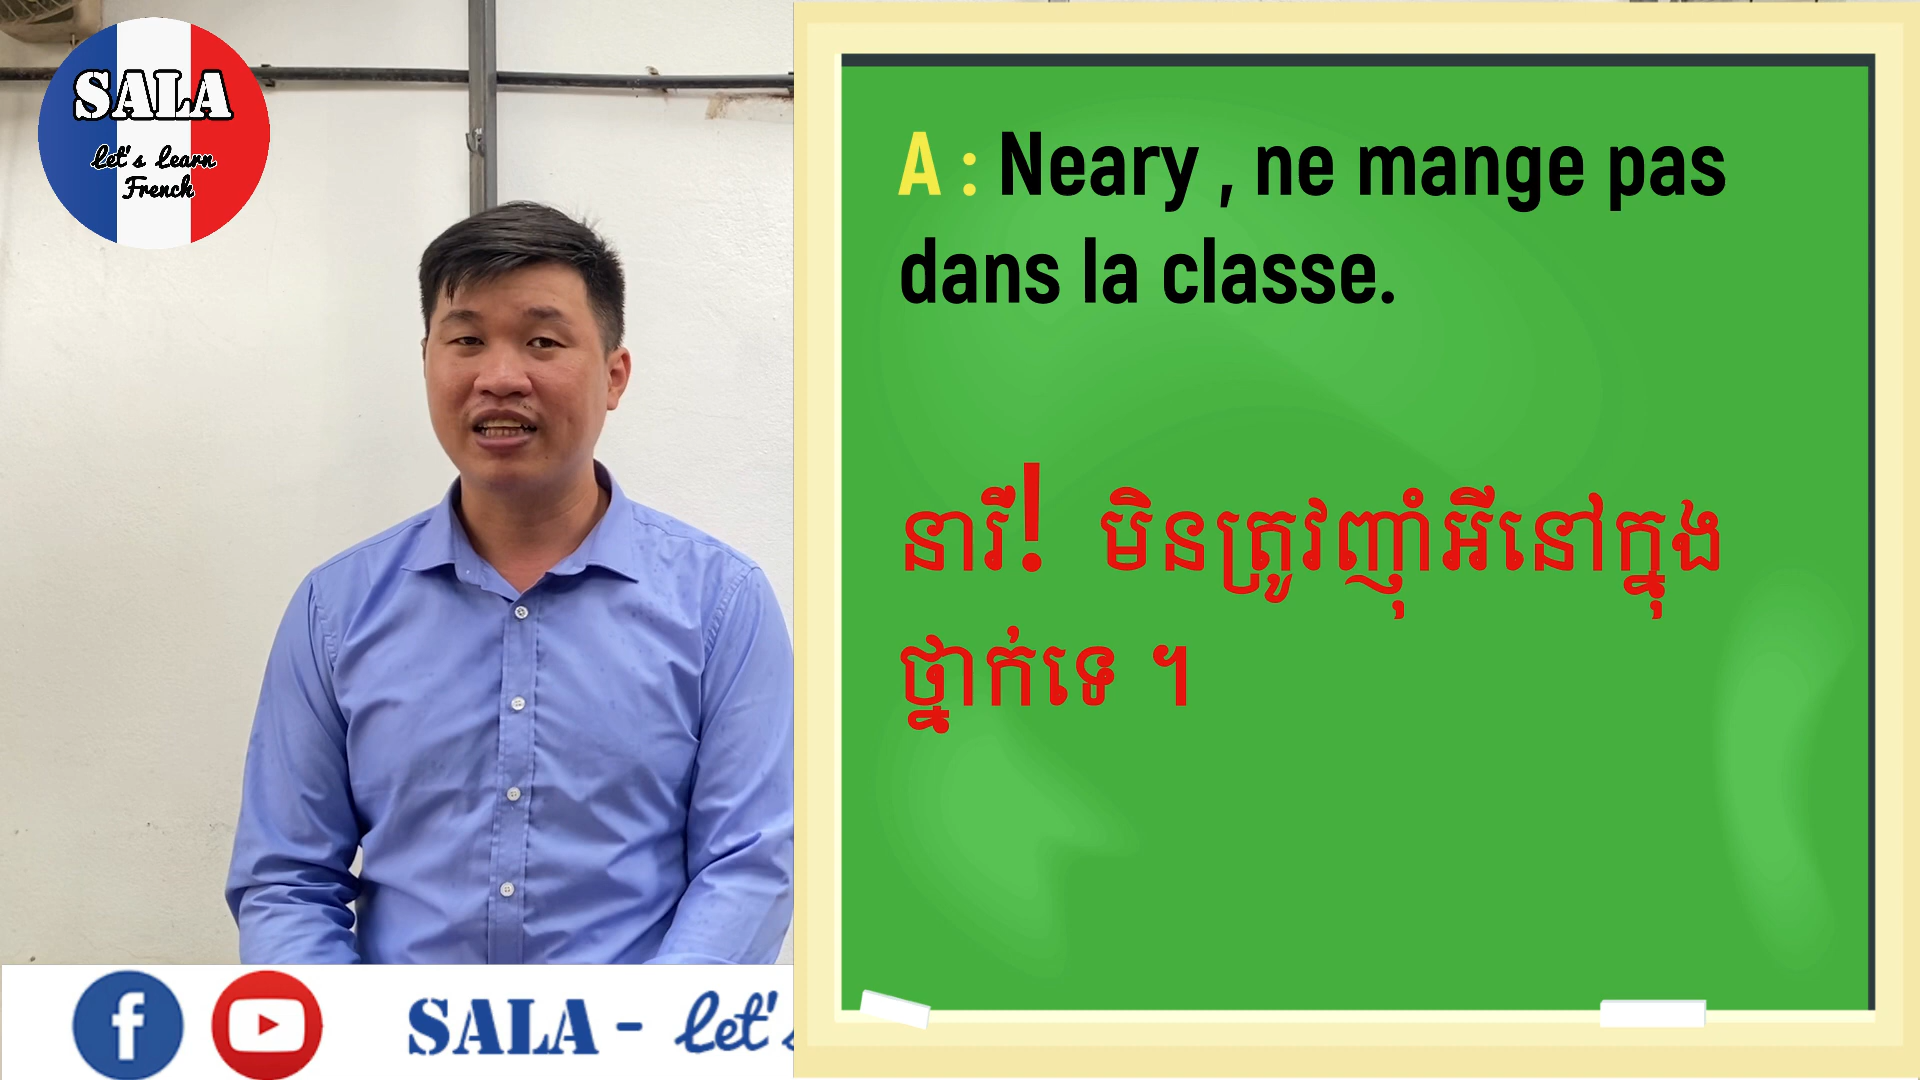 SALA
Let's Learn
French
A : Neary , ne mange pas
dans la classe.
នារី! មិនត្រូវញ៉ាំអីនៅក្នុង
ថ្នាក់ទេ ។
SALA - Let's